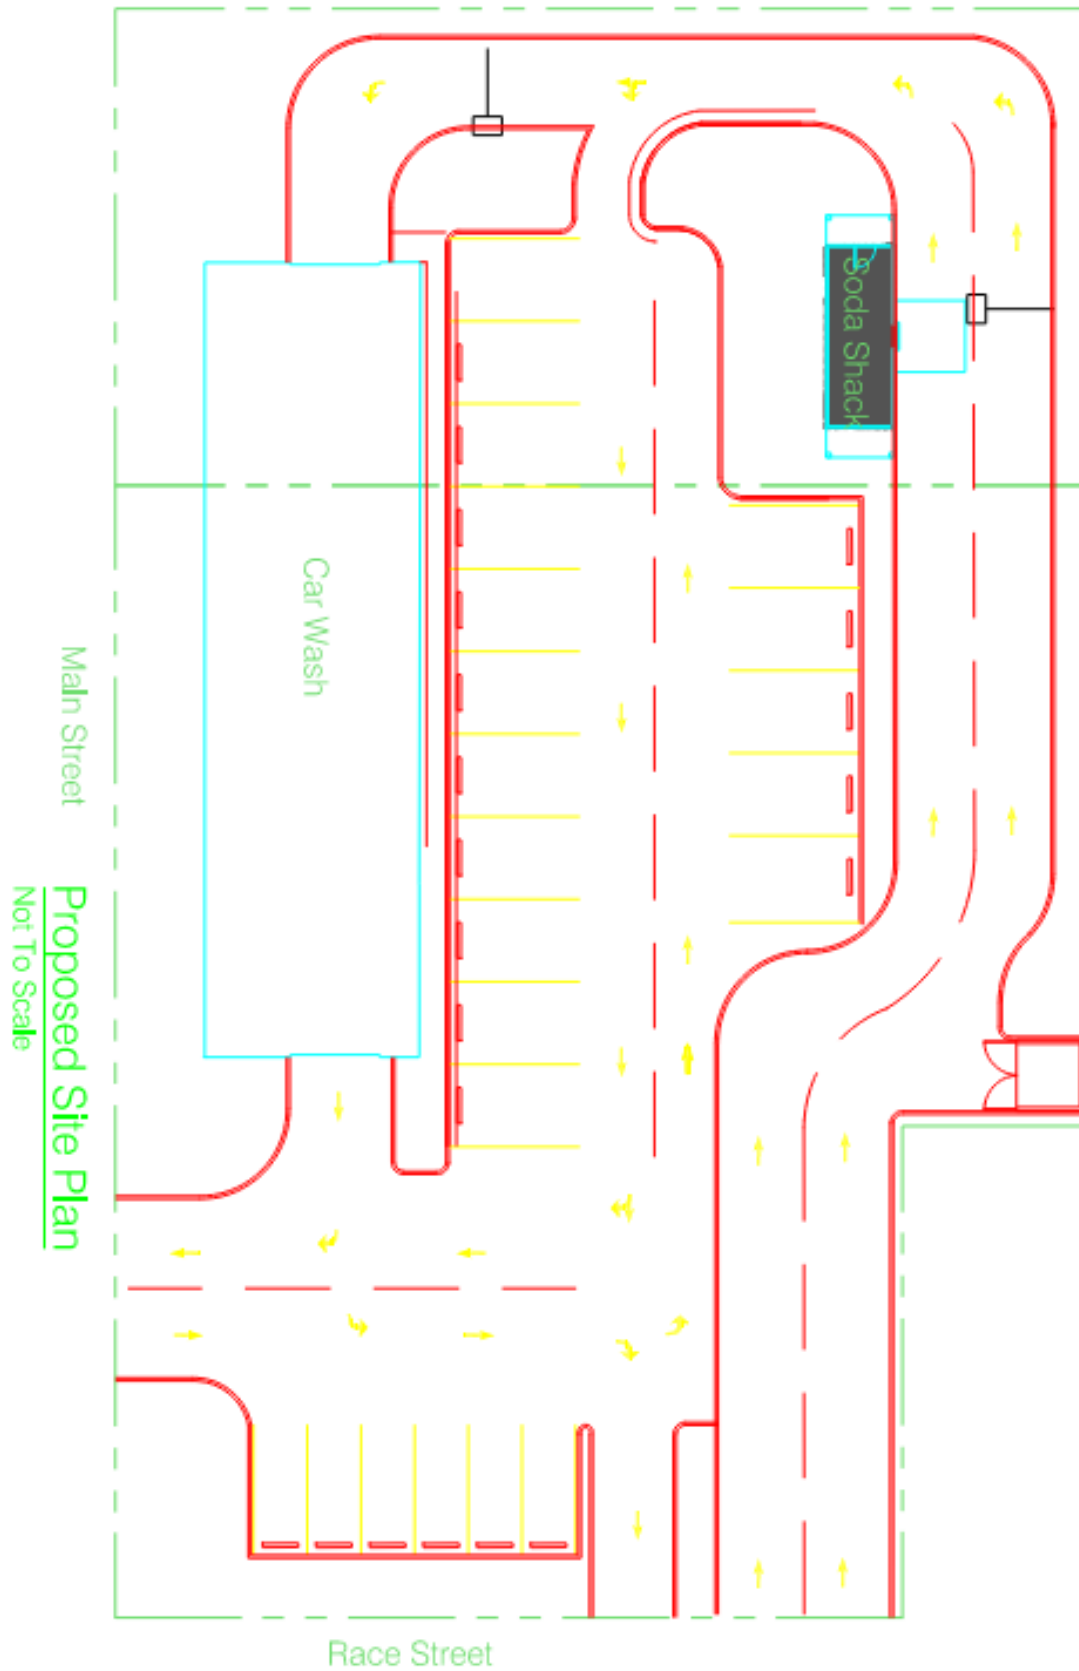 Soda Shack
Car Wash
Main Street
Proposed Site Plan
Not To Scale
Race Street